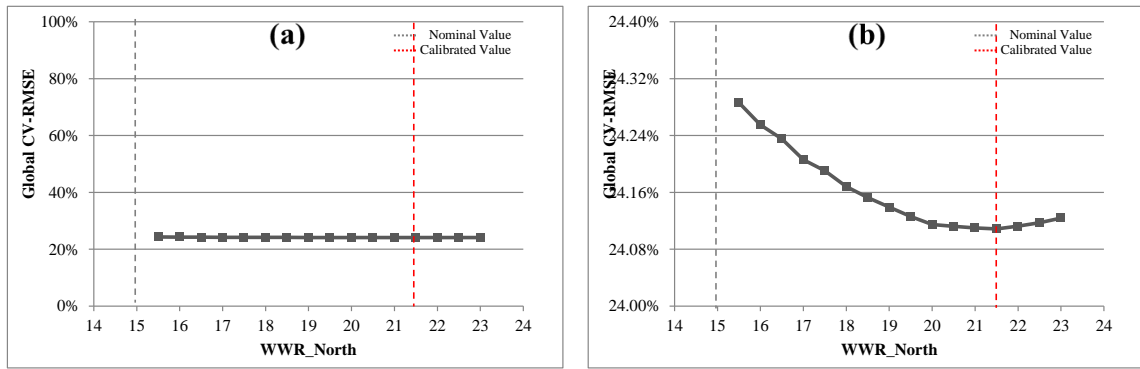 (a)
Nominal Value
Calibrated Value
Global CV-RMSE
100%
80%
60%
40%
20%
0%
14 15 16 17 18 19 20 21 22 23 24
WWR_North
(b)
Nominal Value
Calibrated Value
Global CV-RMSE
24.40%
24.32%
24.24%
24.16%
24.08%
24.00%
14 15 16 17 18 19 20 21 22 23 24
WWR_North